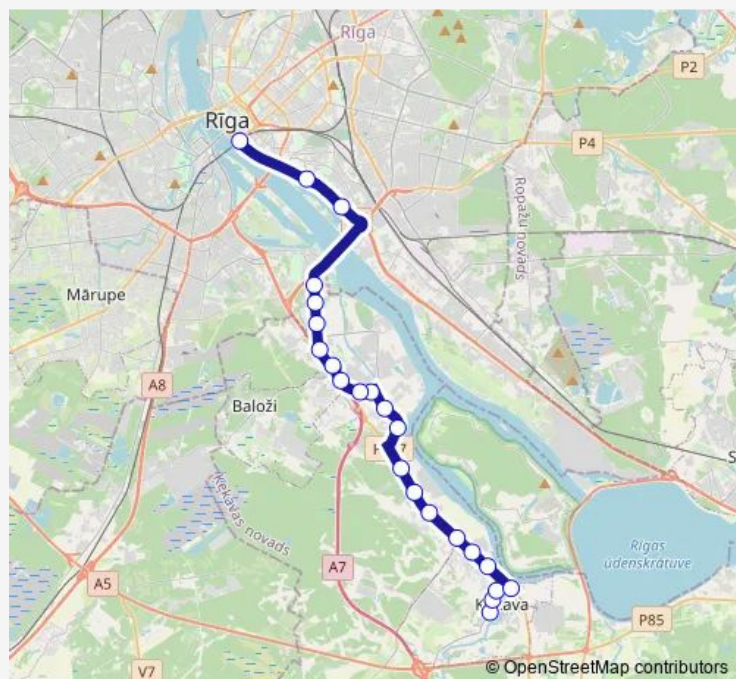 Rīga
P2
Rīga
P4
Ropažu novads
Mārupe
A8
Baloži
Ķekavas novads
S
A7
Rīgas
ūdenskrātuve
A5
P85
V7
© OpenStreetMap contributors